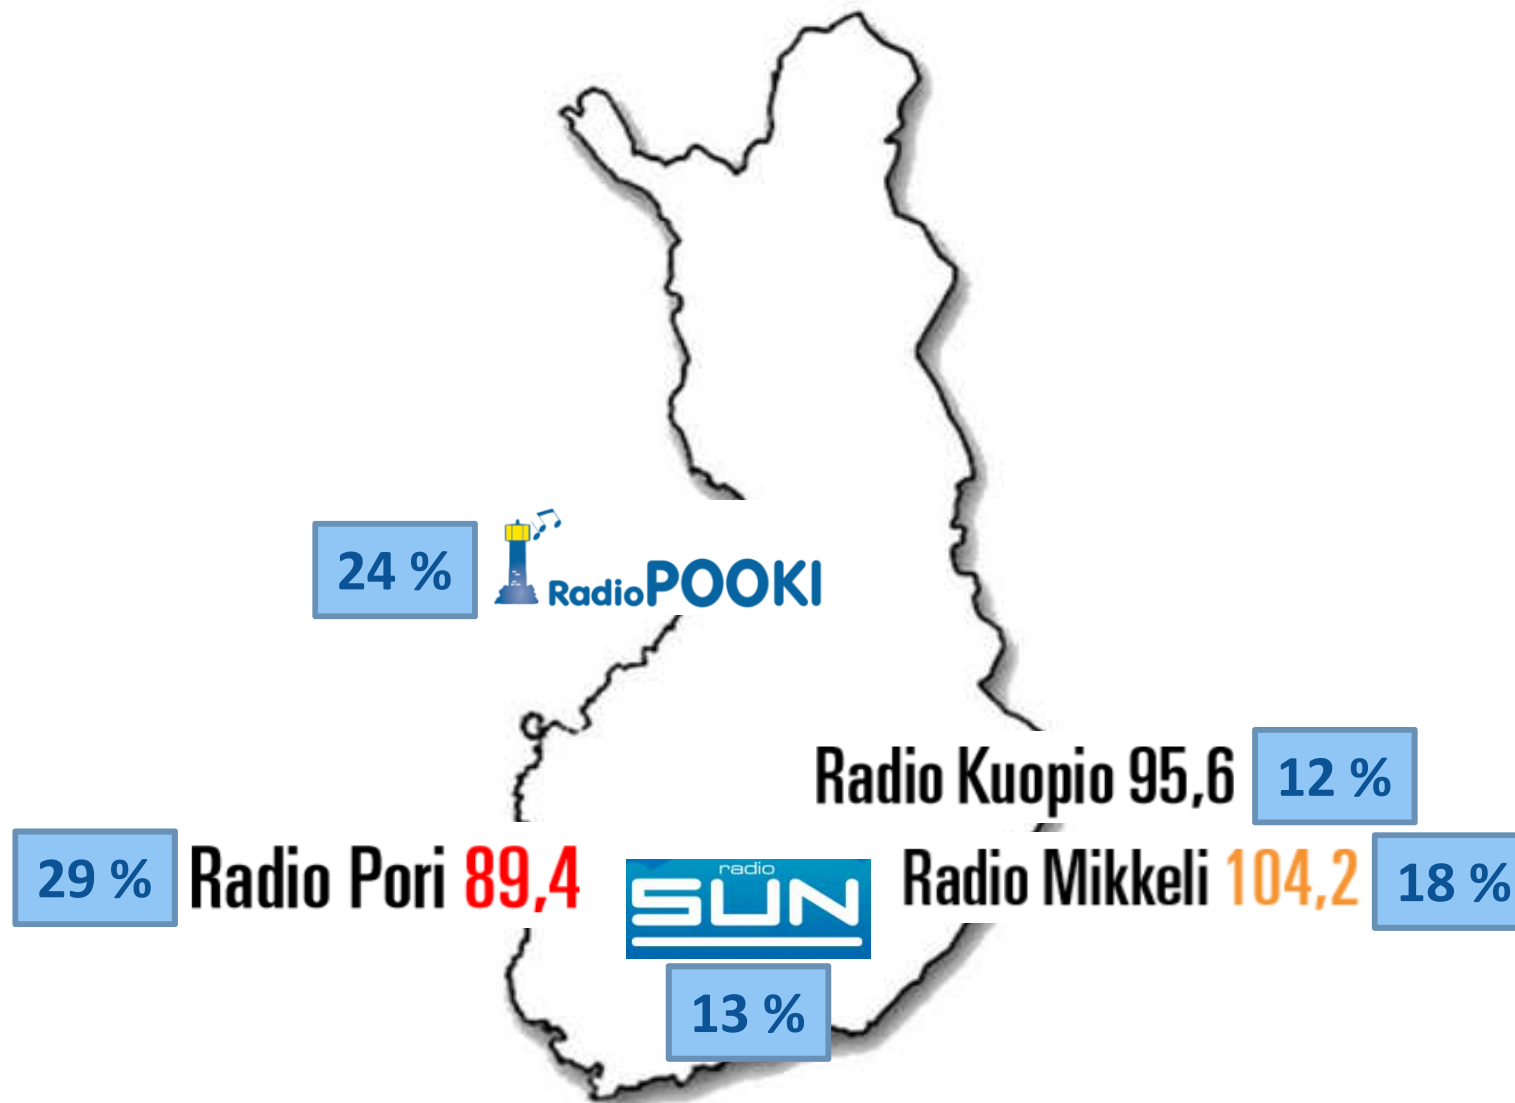 24 %
RadioPOOKI
Radio Kuopio 95,6
12 %
29 %
Radio Pori 89,4
radio
SUN
13 %
Radio Mikkeli 104,2
18 %